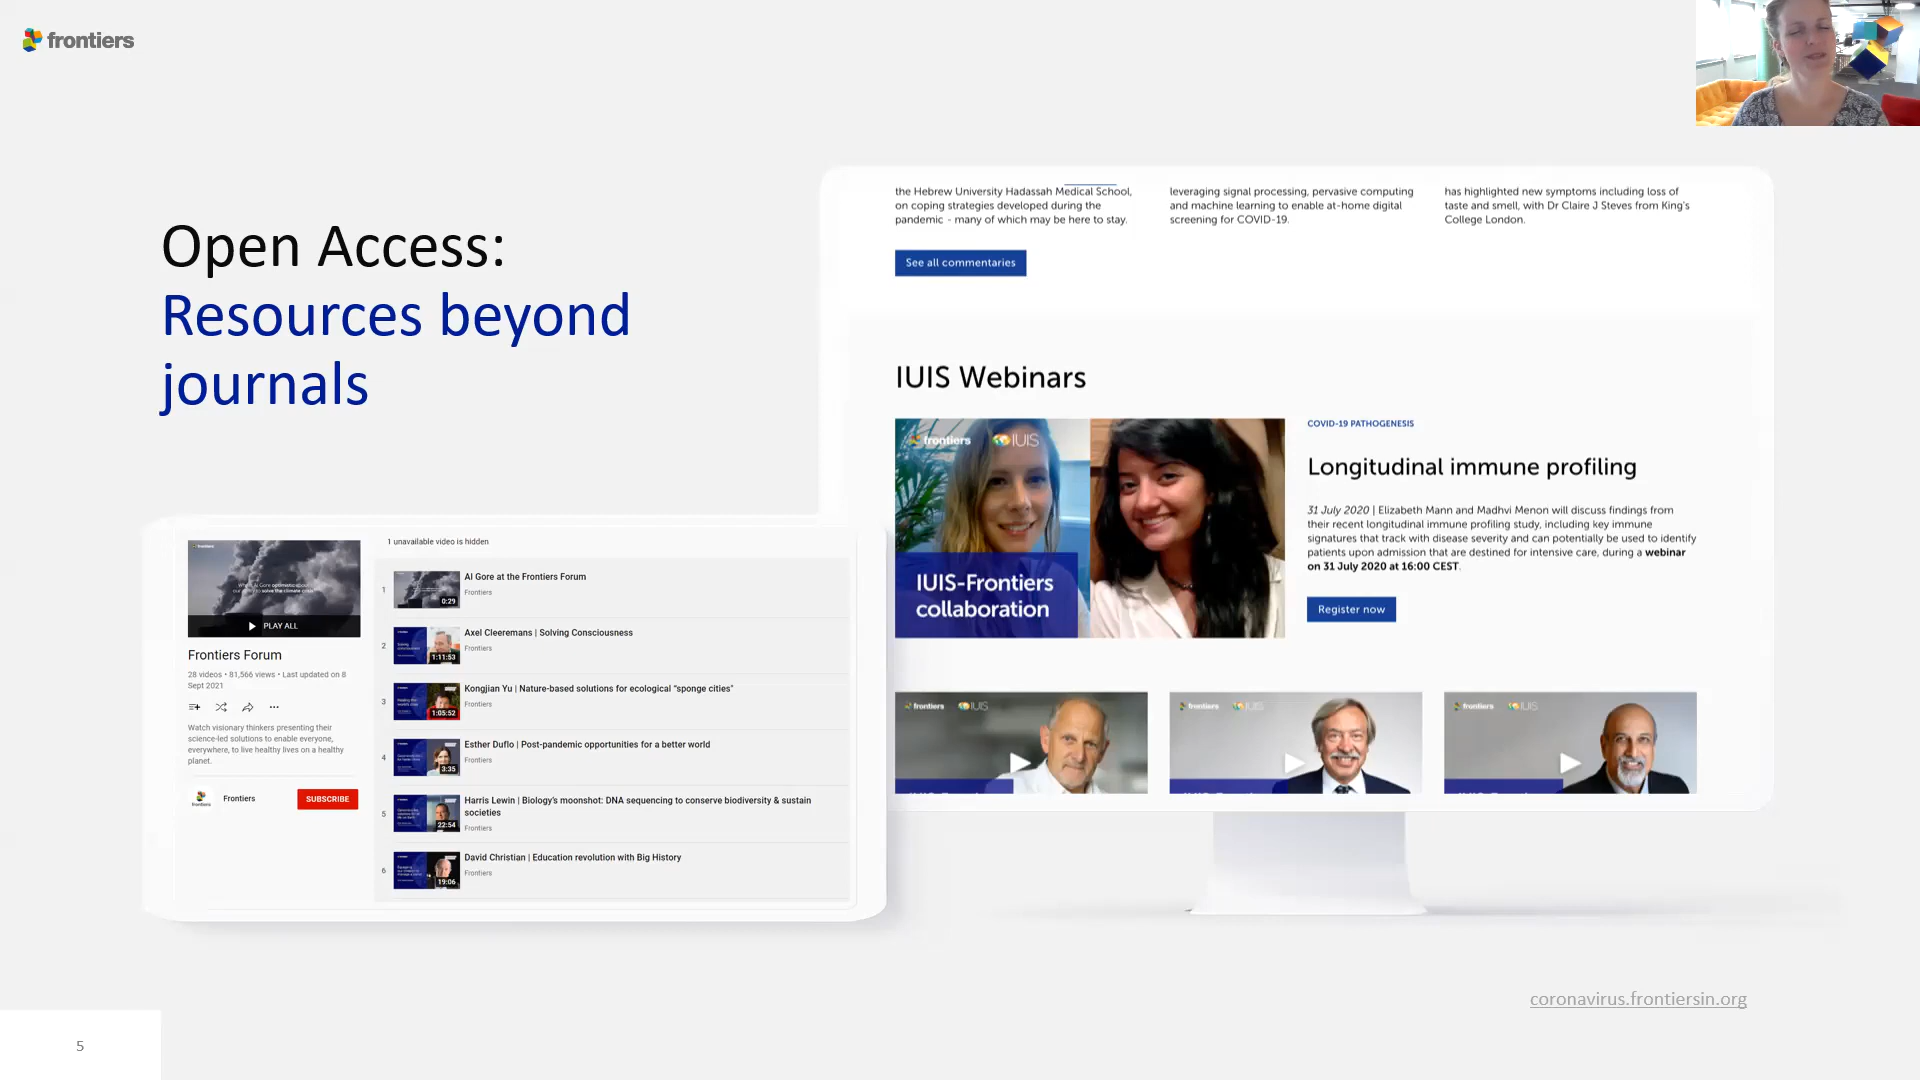 frontiers
Open Access:
Resources beyond
journals
the Hebrew University Hadassah Medical School,
on coping strategies developed during the
pandemic - many of which may be here to stay.
leveraging signal processing, pervasive computing
and machine learning to enable at-home digital
screening for COVID-19.
has highlighted new symptoms including loss of
taste and smell, with Dr Claire J Steves from King's
College London.
See all commentaries
IUIS Webinars
frontiers IUIS
IUIS-Frontiers
collaboration
COVID-19 PATHOGENESIS
Longitudinal immune profiling
31 July 2020 | Elizabeth Mann and Madhvi Menon will discuss findings from
their recent longitudinal immune profiling study, including key immune
signatures that track with disease severity and can potentially be used to identify
patients upon admission that are destined for intensive care, during a webinar
on 31 July 2020 at 16:00 CEST.
Register now
frontiers IUIS
frontiers IUIS
frontiers IUIS
PLAY ALL
Frontiers Forum
28 videos • 81,566 views • Last updated on 8
Sept 2021
Watch visionary thinkers presenting their
science-led solutions to enable everyone,
everywhere, to live healthy lives on a healthy
planet.
frontiers
Frontiers
SUBSCRIBE
1 unavailable video is hidden
1
0:29
Al Gore at the Frontiers Forum
Frontiers
2
1:11:53
Axel Cleeremans | Solving Consciousness
Frontiers
3
1:05:52
Kongjian Yu | Nature-based solutions for ecological "sponge cities"
Frontiers
4
3:35
Esther Duflo | Post-pandemic opportunities for a better world
Frontiers
5
22:54
Harris Lewin | Biology's moonshot: DNA sequencing to conserve biodiversity & sustain
societies
Frontiers
6
19:06
David Christian | Education revolution with Big History
Frontiers
coronavirus.frontiersin.org
5